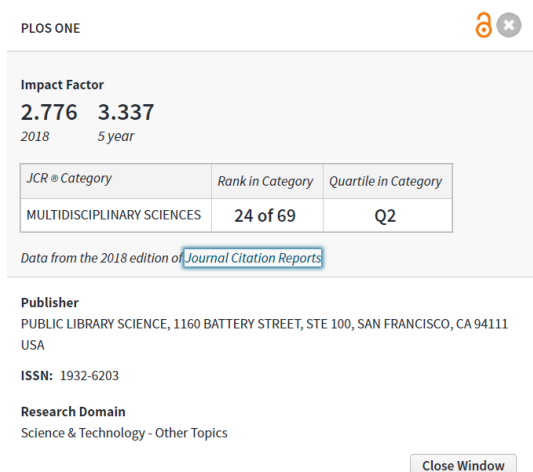 PLOS ONE
Impact Factor
2.776 3.337
2018 5 year
JCR ® Category Rank in Category Quartile in Category
MULTIDISCIPLINARY SCIENCES 24 of 69 Q2
Data from the 2018 edition of Journal Citation Reports
Publisher
PUBLIC LIBRARY SCIENCE, 1160 BATTERY STREET, STE 100, SAN FRANCISCO, CA 94111
USA
ISSN: 1932-6203
Research Domain
Science & Technology - Other Topics
Close Window